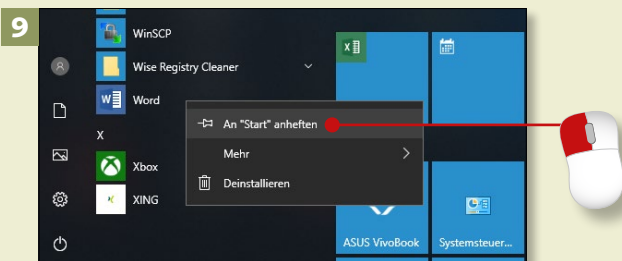 9
WinSCP
Wise Registry Cleaner
Word
An "Start" anheften
X
Mehr
Xbox
Deinstallieren
XING
ASUS VivoBook
Systemsteuer...